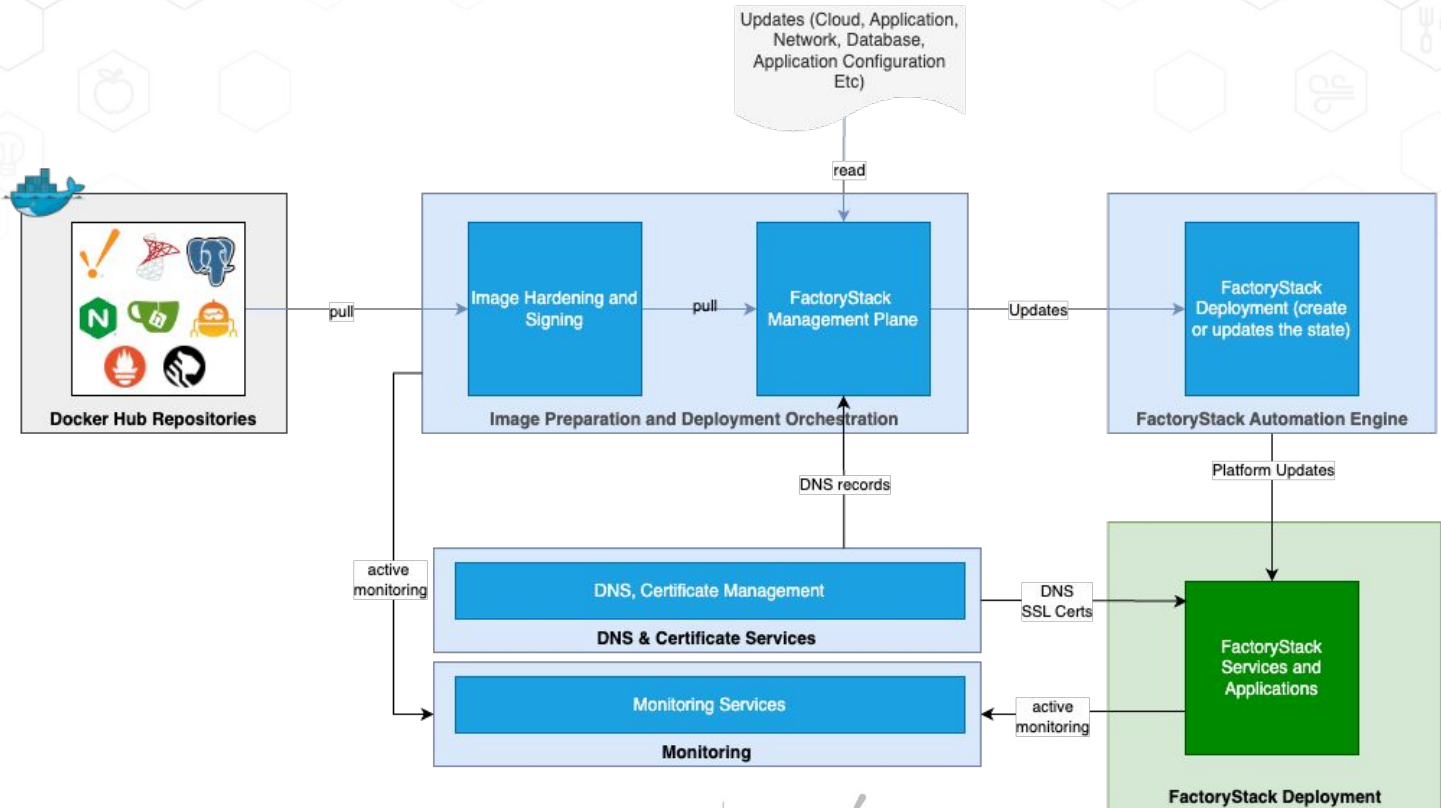 Updates (Cloud, Application,
Network, Database,
Application Configuration
Etc)
read
pull
Image Hardening and
Signing
pull
FactoryStack
Management Plane
Updates
FactoryStack
Deployment (create
or updates the state)
Docker Hub Repositories
Image Preparation and Deployment Orchestration
FactoryStack Automation Engine
Platform Updates
DNS records
active
monitoring
DNS, Certificate Management
DNS & Certificate Services
DNS
SSL Certs
FactoryStack
Services and
Applications
Monitoring Services
Monitoring
active
monitoring
FactoryStack Deployment